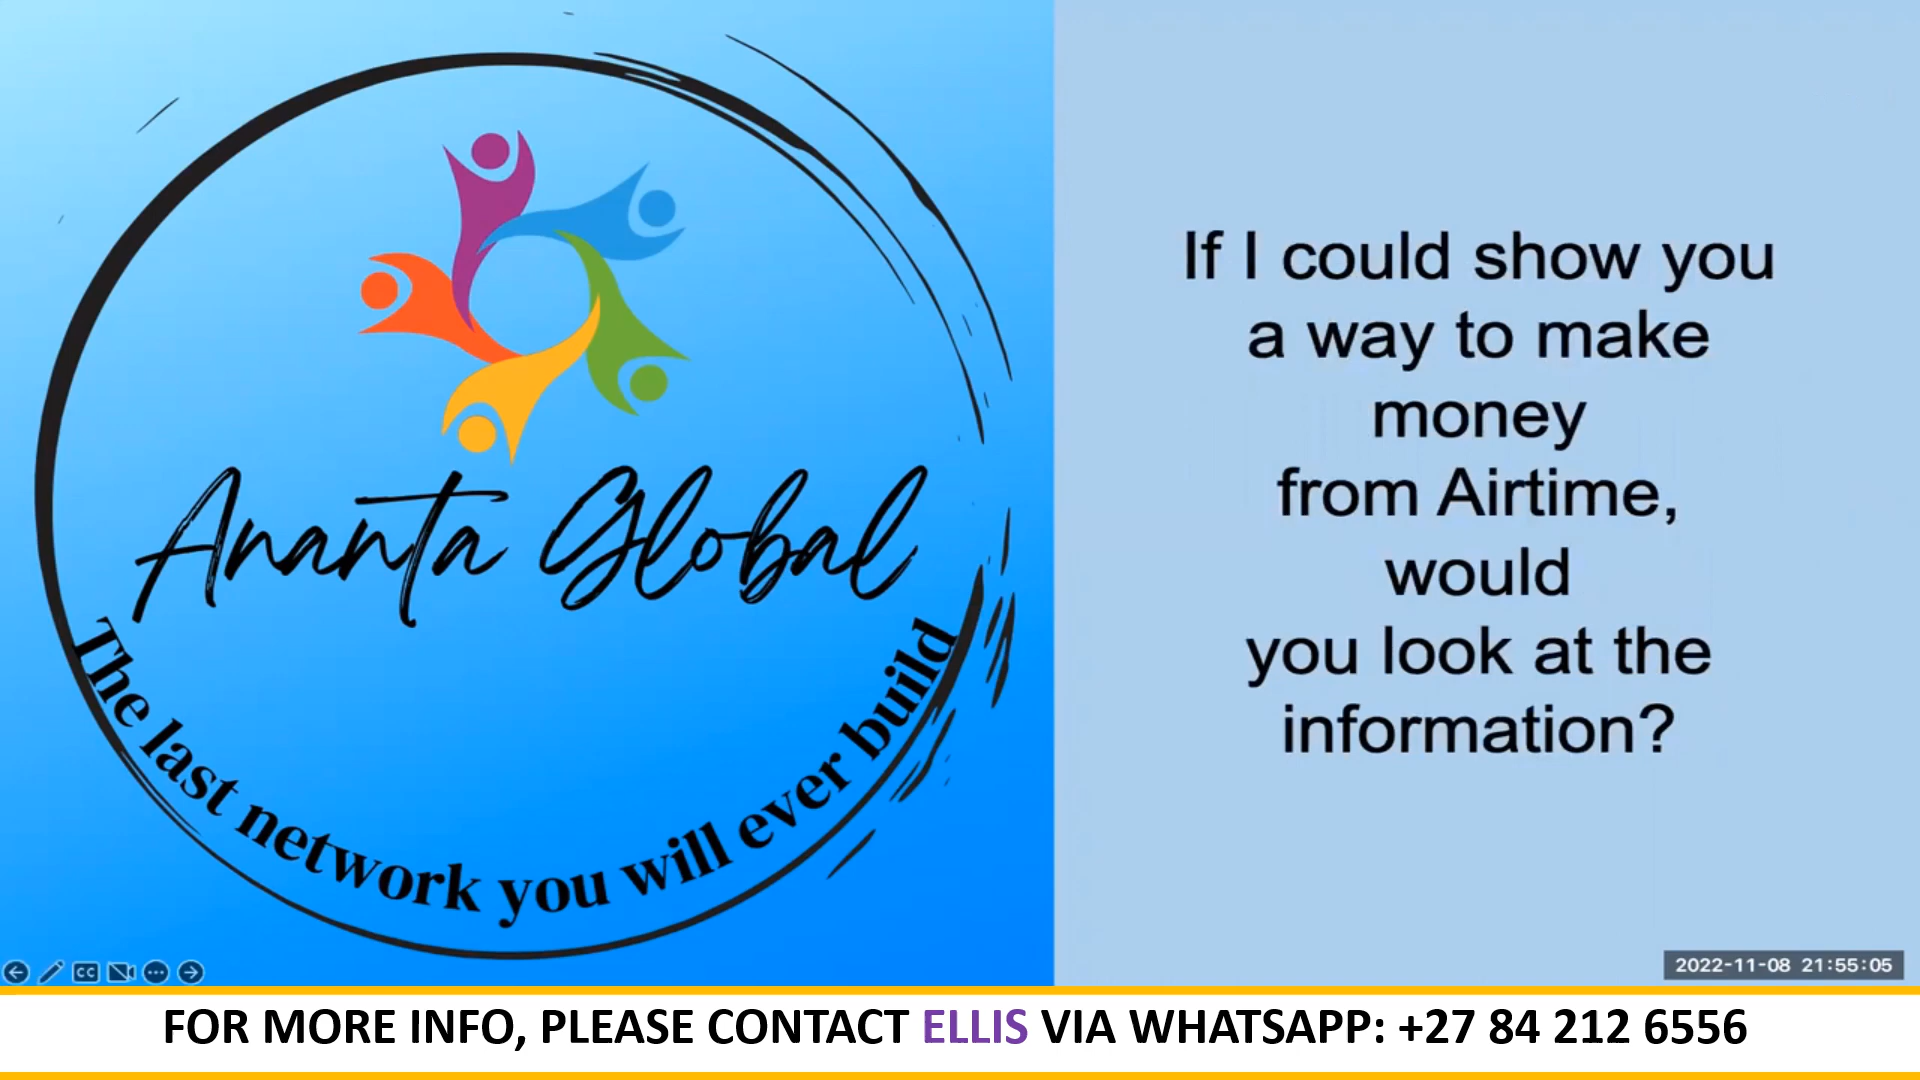 Ananta Global
The last network you will ever build
If I could show you
a way to make
money
from Airtime,
would
you look at the
information?
CC
2022-11-08 21:55:05
FOR MORE INFO, PLEASE CONTACT ELLIS VIA WHATSAPP: +27 84 212 6556